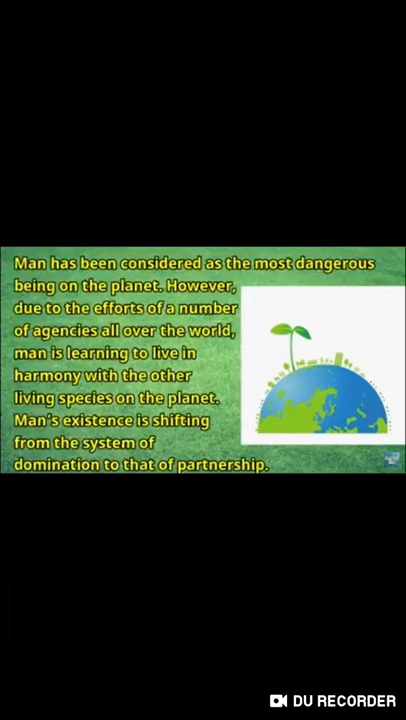 Man has been considered as the most dangerous
being on the planet. However,
due to the efforts of a number
of agencies all over the world,
man is learning to live in
harmony with the other
living species on the planet.
Man's existence is shifting
from the system of
domination to that of partnership.
DU RECORDER